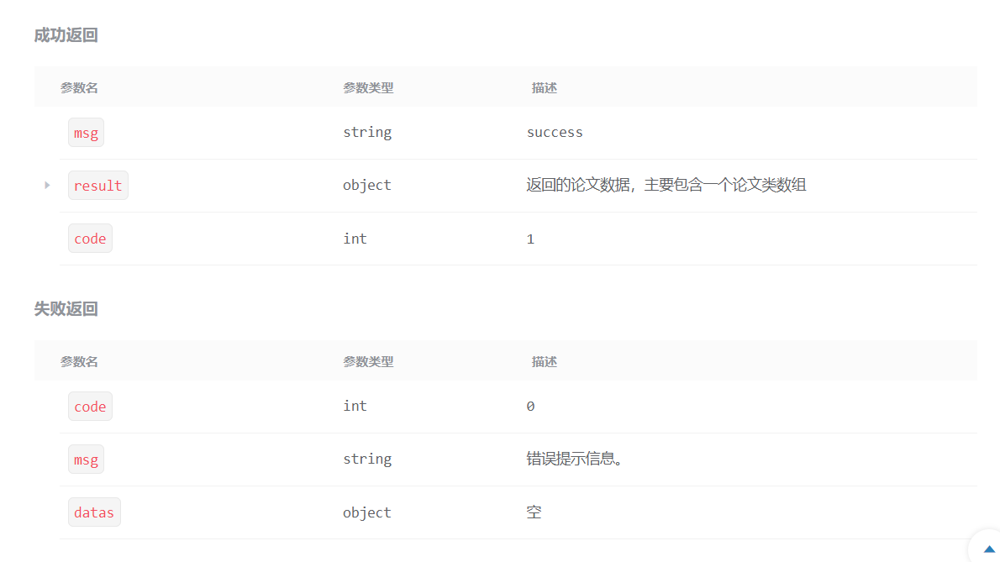 成功返回
参数名 参数类型 描述
msg string success
result object 返回的论文数据，主要包含一个论文类数组
code int 1
失败返回
参数名 参数类型 描述
code int 0
msg string 错误提示信息。
datas object 空